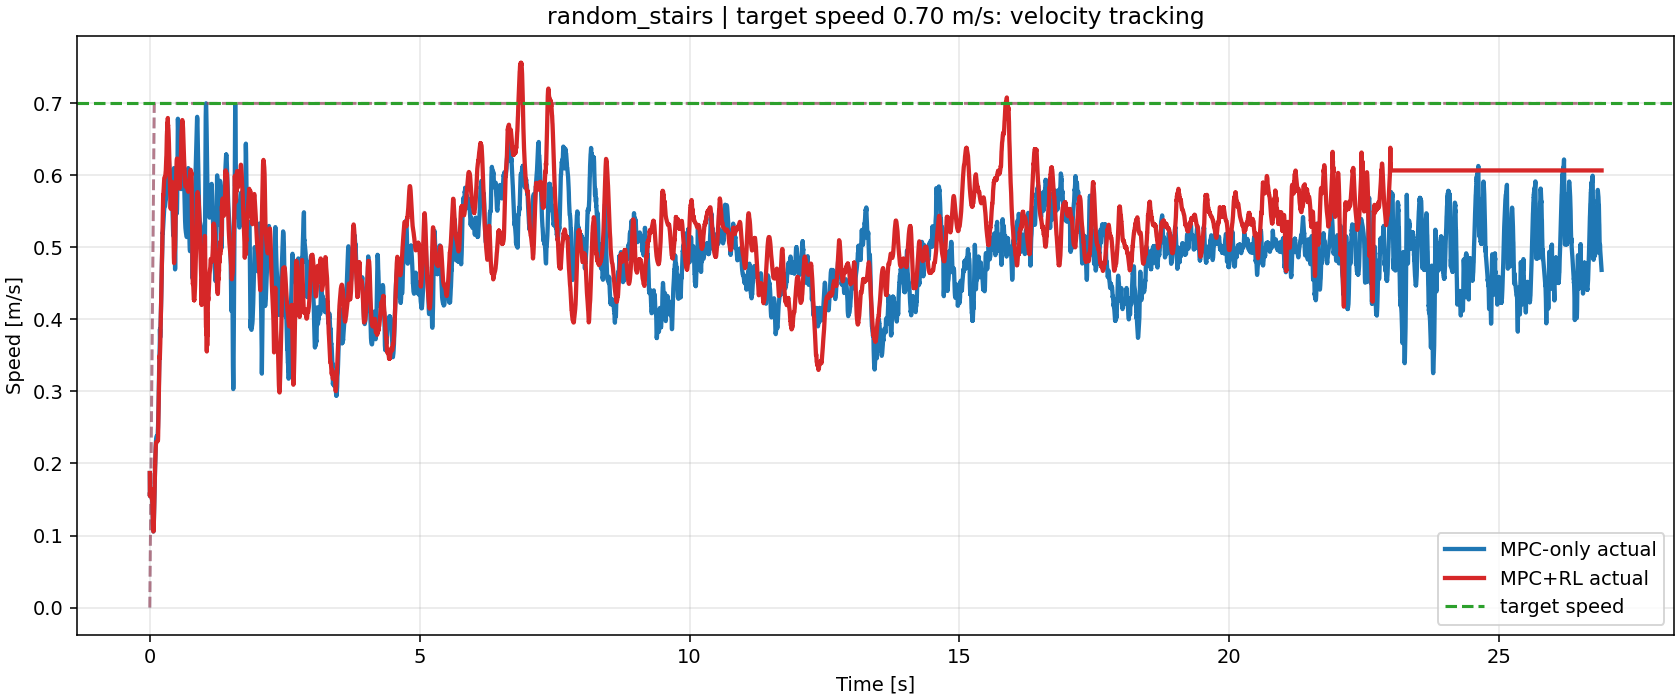 random_stairs | target speed 0.70 m/s: velocity tracking
Speed [m/s]
0.7
0.6
0.5
0.4
0.3
0.2
0.1
0.0
0
5
10
15
20
25
Time [s]
MPC-only actual
MPC+RL actual
target speed